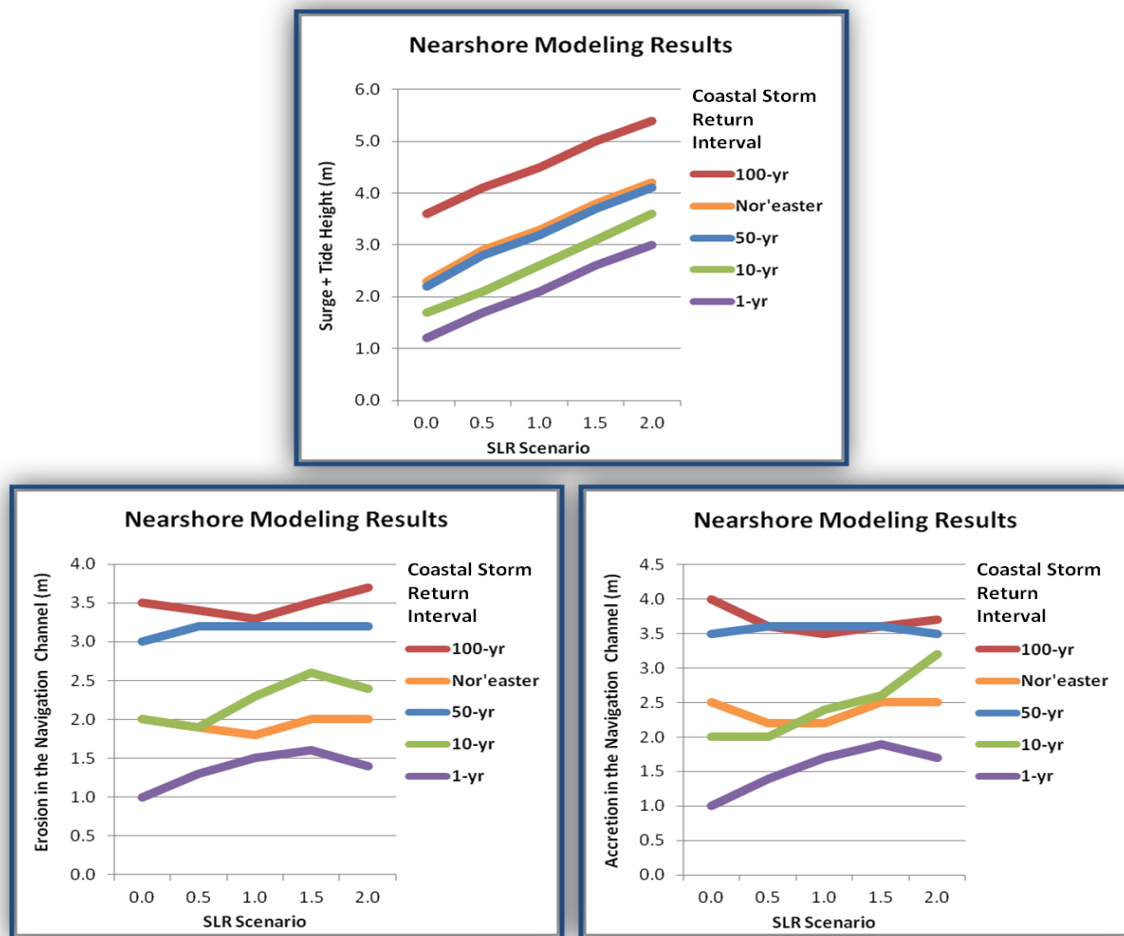 Nearshore Modeling Results
Surge + Tide Height (m)
6.0
5.0
4.0
3.0
2.0
1.0
0.0
0.0 0.5 1.0 1.5 2.0
SLR Scenario
Coastal Storm
Return
Interval
100-yr
Nor'easter
50-yr
10-yr
1-yr
Nearshore Modeling Results
Erosion in the Navigation Channel (m)
4.0
3.5
3.0
2.5
2.0
1.5
1.0
0.5
0.0
0.0 0.5 1.0 1.5 2.0
SLR Scenario
Coastal Storm
Return
Interval
100-yr
Nor'easter
50-yr
10-yr
1-yr
Nearshore Modeling Results
Accretion in the Navigation Channel (m)
4.5
4.0
3.5
3.0
2.5
2.0
1.5
1.0
0.5
0.0
0.0 0.5 1.0 1.5 2.0
SLR Scenario
Coastal Storm
Return
Interval
100-yr
Nor'easter
50-yr
10-yr
1-yr